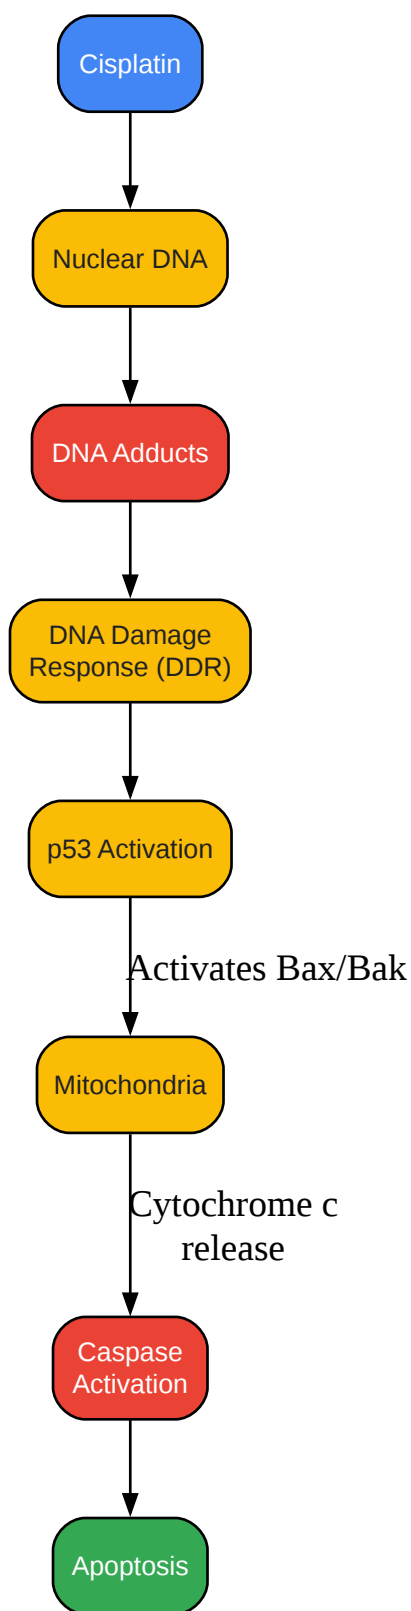 Cisplatin
Nuclear DNA
DNA Adducts
DNA Damage
Response (DDR)
p53 Activation
Activates Bax/Bak
Mitochondria
Cytochrome c
release
Caspase
Activation
Apoptosis